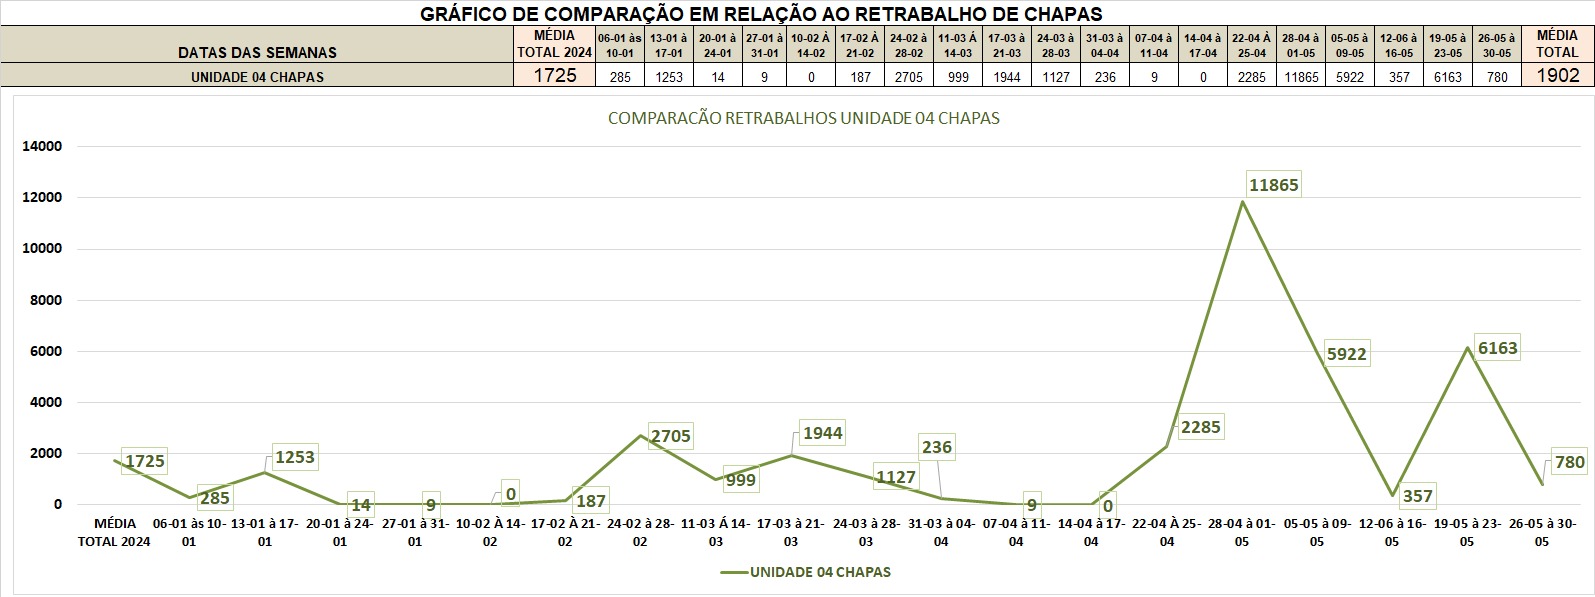 GRÁFICO DE COMPARAÇÃO EM RELAÇÃO AO RETRABALHO DE CHAPAS
DATAS DAS SEMANAS MÉDIA TOTAL 2024 06-01 às 10-01 13-01 à 17-01 20-01 à 24-01 27-01 à 31-01 10-02 À 14-02 17-02 À 21-02 24-02 à 28-02 11-03 Á 14-03 17-03 à 21-03 24-03 à 28-03 31-03 à 04-04 07-04 à 11-04 14-04 à 17-04 22-04 À 25-04 28-04 à 01-05 05-05 à 09-05 12-06 à 16-05 19-05 à 23-05 26-05 à 30-05 MÉDIA TOTAL
UNIDADE 04 CHAPAS 1725 285 1253 14 9 0 187 2705 999 1944 1127 236 9 0 2285 11865 5922 357 6163 780 1902
COMPARACÃO RETRABALHOS UNIDADE 04 CHAPAS
14000
12000
10000
8000
6000
4000
2000
0
1725 285 1253 14 9 0 187 2705 999 1944 1127 236 9 0 2285 11865 5922 357 6163 780
MÉDIA 06-01 às 10- 13-01 à 17- 20-01 à 24- 27-01 à 31- 10-02 À 14- 17-02 À 21- 24-02 à 28- 11-03 Á 14- 17-03 à 21- 24-03 à 28- 31-03 à 04- 07-04 à 11- 14-04 à 17- 22-04 À 25- 28-04 à 01- 05-05 à 09- 12-06 à 16- 19-05 à 23- 26-05 à 30-
TOTAL 2024 01 01 01 01 02 02 02 03 03 03 04 04 04 04 05 05 05 05 05
UNIDADE 04 CHAPAS